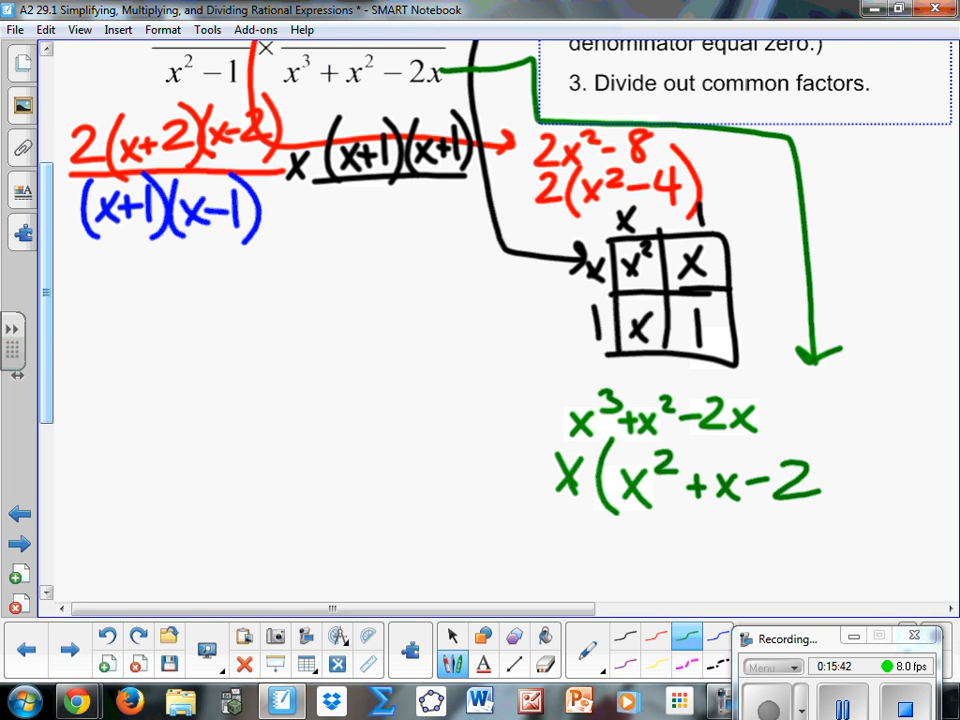 A2 29.1 Simplifying, Multiplying, and Dividing Rational Expressions * - SMART Notebook
File Edit View Insert Format Tools Add-ons Help
denominator equal zero.)
3. Divide out common factors.
×
x² − 1 x³ + x² − 2x
2(x+2)(x-2) x (x+1)(x+1)
(x+1)(x-1)
2x²-8
2(x²-4)
x 1
x x² x
1 x 1
x³+x²-2x
x(x²+x-2
Recording...
Menu 0:15:42 8.0 fps